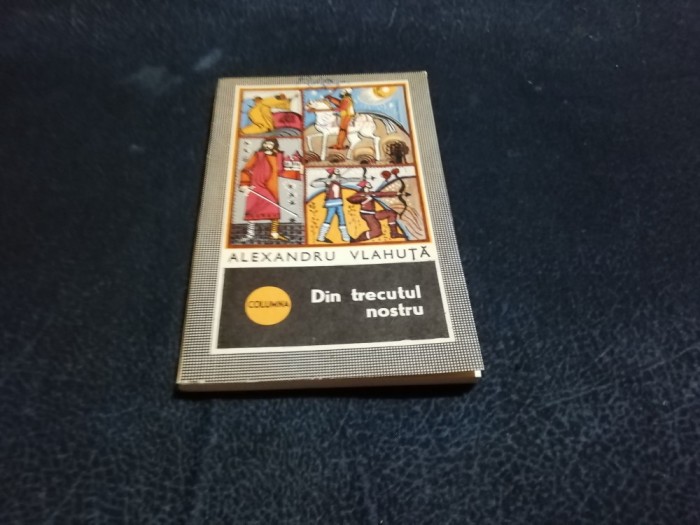 ALEXANDRU VLAHUȚĂ
COLUMNA
Din trecutul
nostru